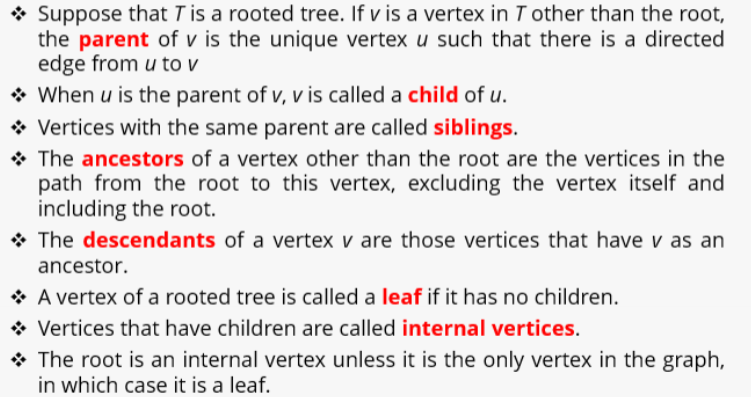 ❖ Suppose that T is a rooted tree. If v is a vertex in T other than the root,
the parent of v is the unique vertex u such that there is a directed
edge from u to v
❖ When u is the parent of v, v is called a child of u.
❖ Vertices with the same parent are called siblings.
❖ The ancestors of a vertex other than the root are the vertices in the
path from the root to this vertex, excluding the vertex itself and
including the root.
❖ The descendants of a vertex v are those vertices that have v as an
ancestor.
❖ A vertex of a rooted tree is called a leaf if it has no children.
❖ Vertices that have children are called internal vertices.
❖ The root is an internal vertex unless it is the only vertex in the graph,
in which case it is a leaf.